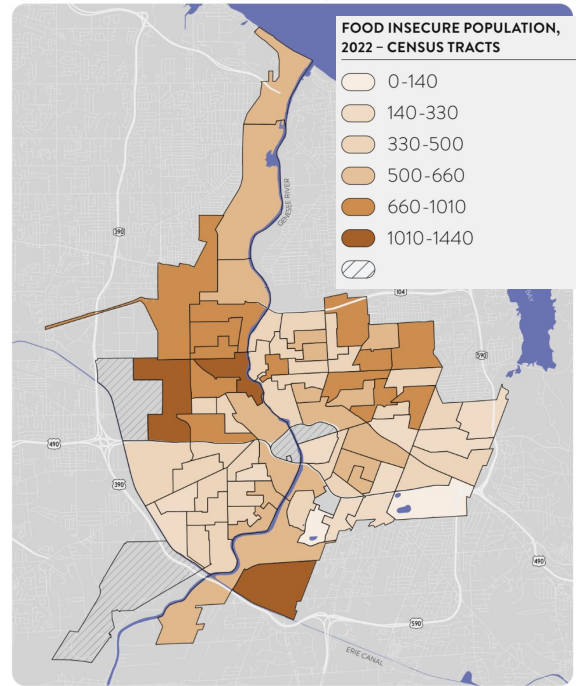 FOOD INSECURE POPULATION,
2022 – CENSUS TRACTS
0-140
140-330
330-500
500-660
660-1010
1010-1440
GENESEE RIVER
390
104
BAY
590
490
390
490
590
ERIE CANAL